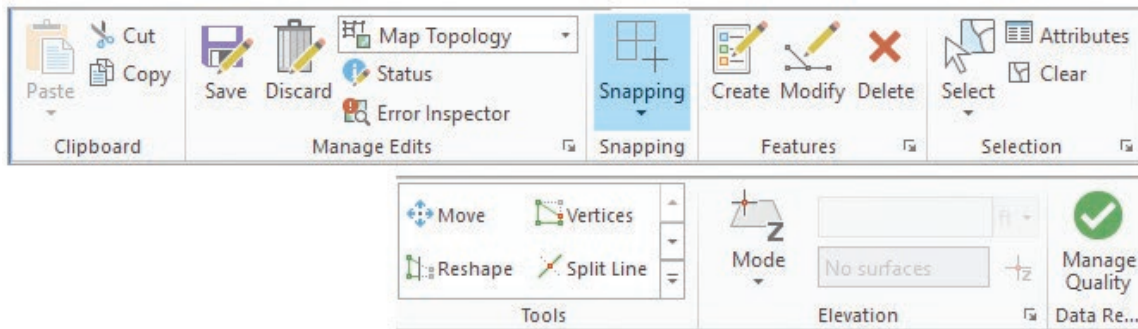 Paste
Cut
Copy
Clipboard
Save
Discard
Map Topology
Status
Error Inspector
Manage Edits
Snapping
Snapping
Create
Modify
Delete
Features
Select
Attributes
Clear
Selection
Move
Vertices
Reshape
Split Line
Tools
Mode
Z
ft
No surfaces
z
Elevation
Manage
Quality
Data Re...